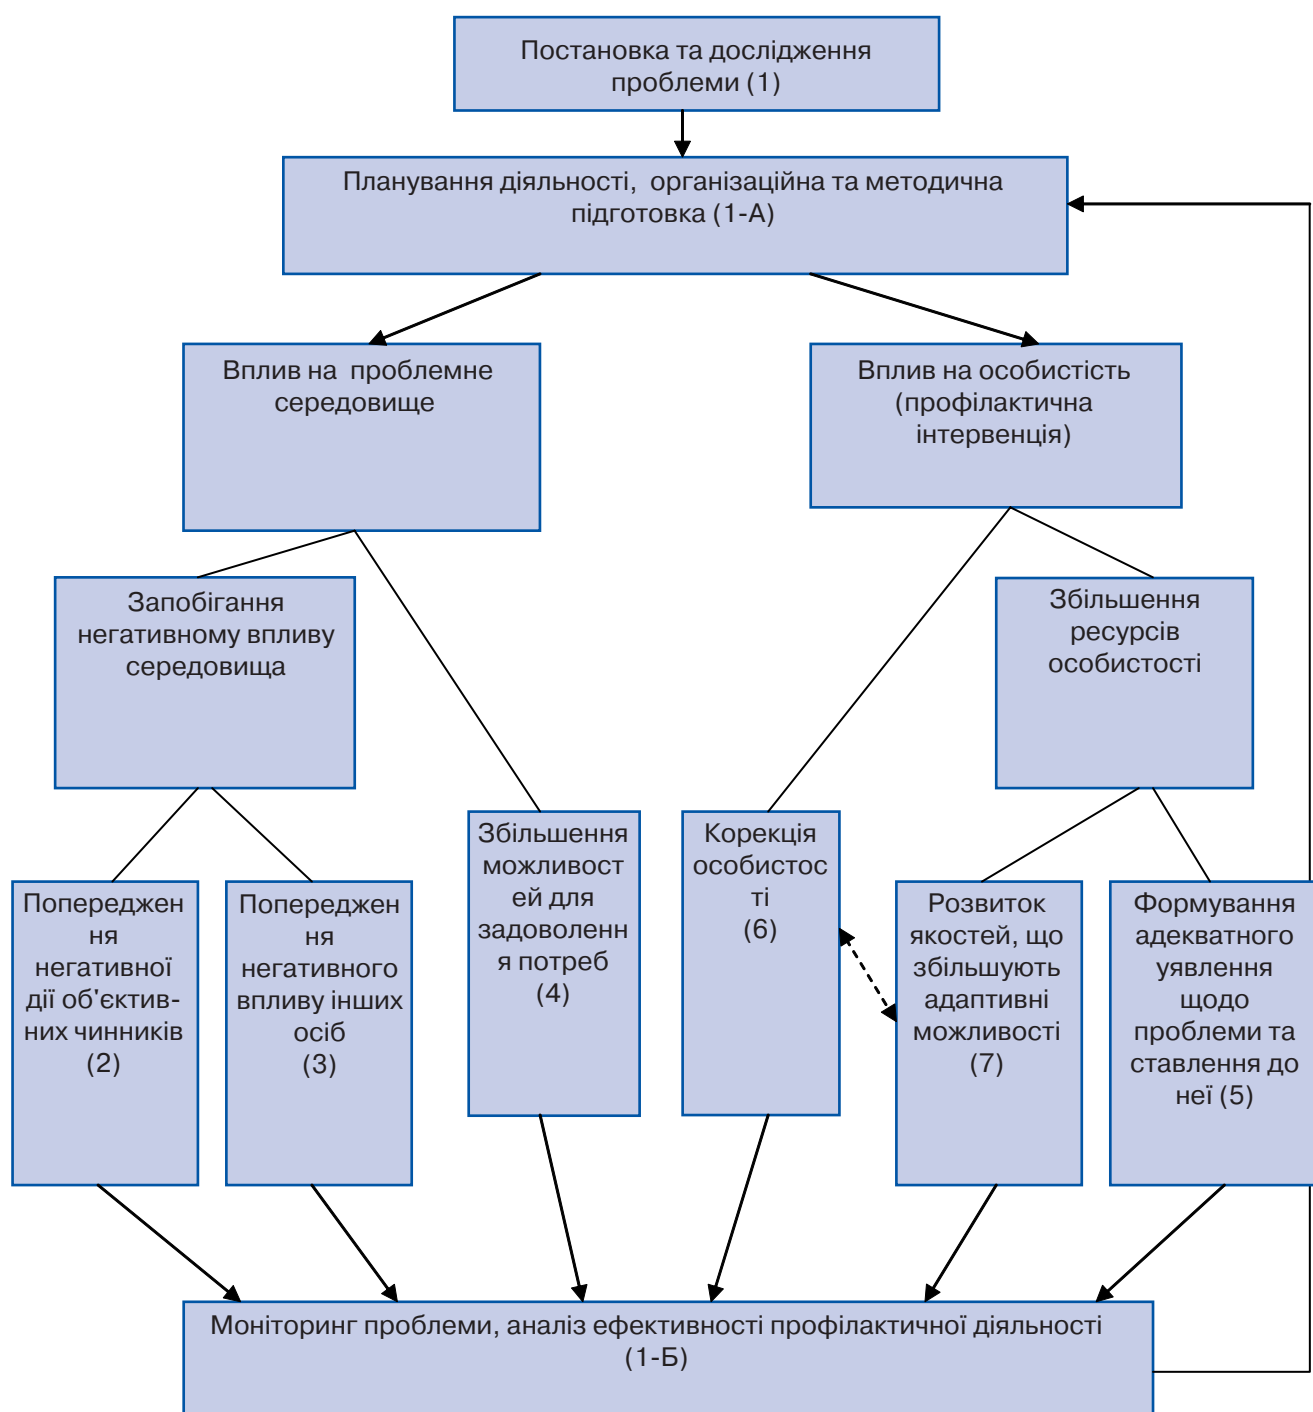 Постановка та дослідження
проблеми (1)
Планування діяльності, організаційна та методична
підготовка (1-А)
Вплив на проблемне
середовище
Вплив на особистість
(профілактична
інтервенція)
Запобігання
негативному впливу
середовища
Збільшення
ресурсів
особистості
Збільшення
можливост
ей для
задоволенн
я потреб
(4)
Корекція
особистос
ті
(6)
Попереджен
ня
негативної
дії об'єктив-
них чинників
(2)
Попереджен
ня
негативного
впливу інших
осіб
(3)
Розвиток
якостей, що
збільшують
адаптивні
можливості
(7)
Формування
адекватного
уявлення
щодо
проблеми та
ставлення до
неї (5)
Моніторинг проблеми, аналіз ефективності профілактичної діяльності
(1-Б)